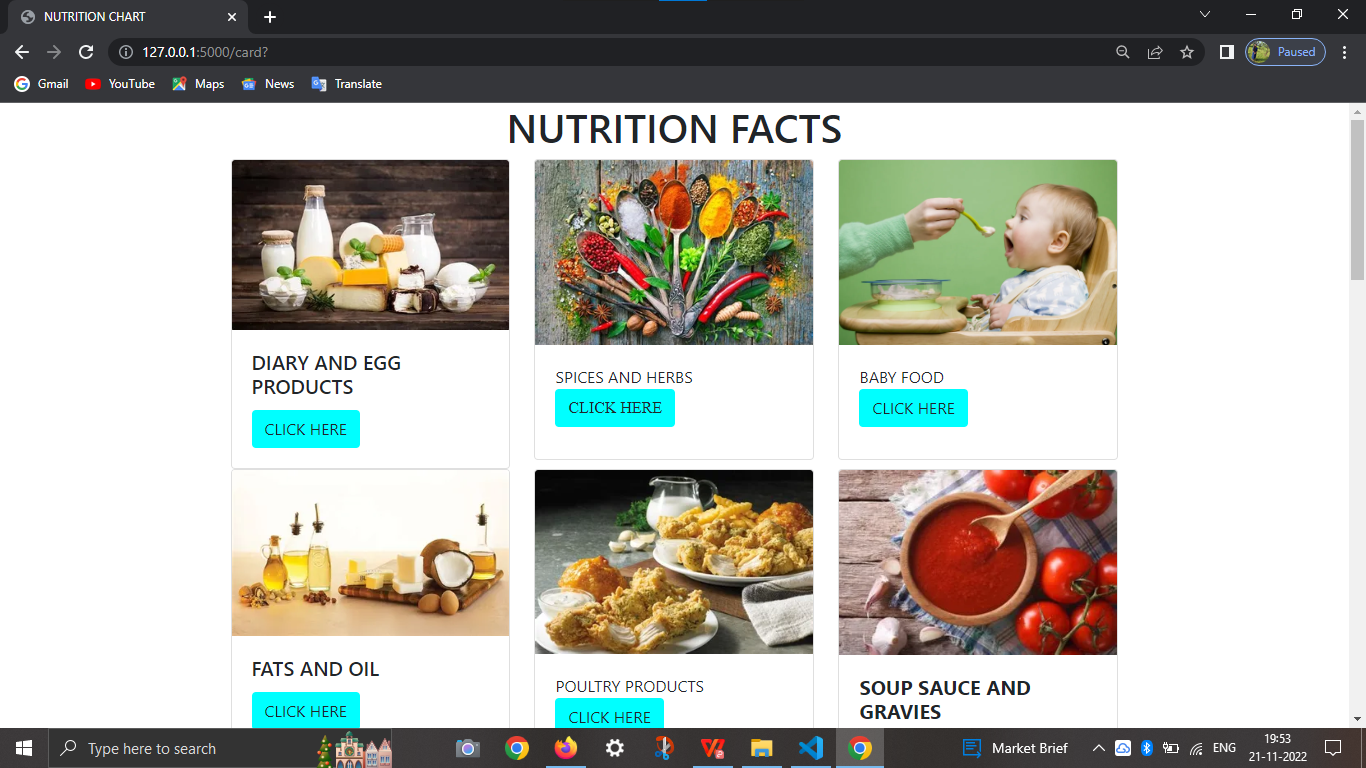 NUTRITION CHART
127.0.0.1:5000/card?
Paused
Gmail YouTube Maps News Translate
NUTRITION FACTS
DIARY AND EGG
PRODUCTS
CLICK HERE
SPICES AND HERBS
CLICK HERE
BABY FOOD
CLICK HERE
FATS AND OIL
CLICK HERE
POULTRY PRODUCTS
CLICK HERE
SOUP SAUCE AND
GRAVIES
Type here to search
Market Brief
ENG
19:53
21-11-2022